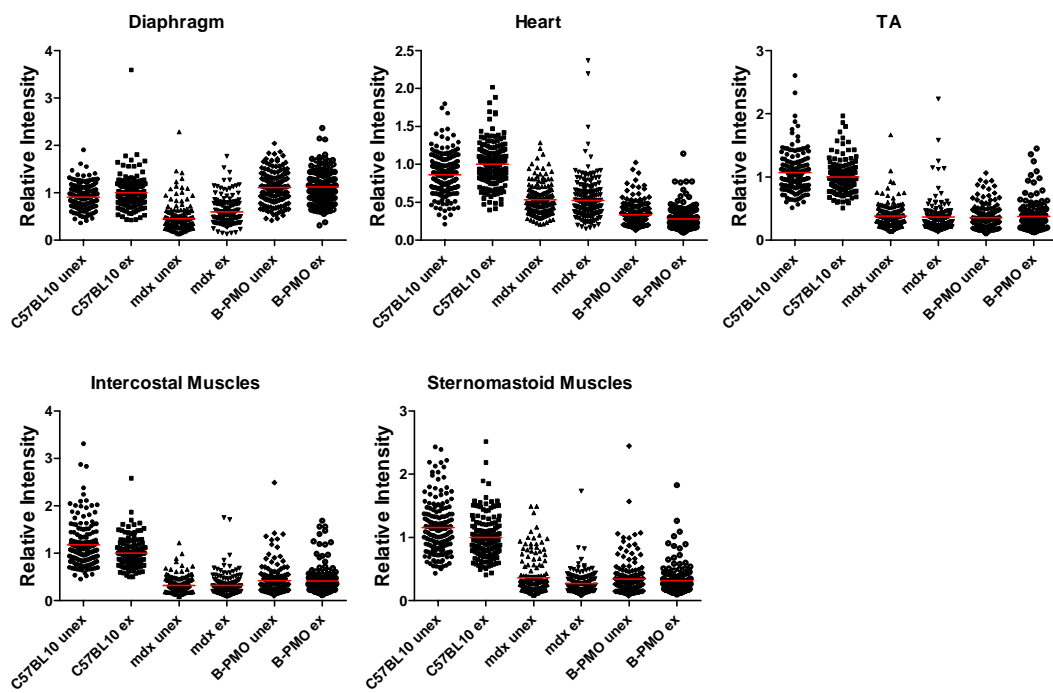 Diaphragm
Relative Intensity
4
3
2
1
0
C57BL10 unex
C57BL10 ex
mdx unex
mdx ex
B-PMO unex
B-PMO ex
Heart
Relative Intensity
2.5
2.0
1.5
1.0
0.5
0.0
C57BL10 unex
C57BL10 ex
mdx unex
mdx ex
B-PMO unex
B-PMO ex
TA
Relative Intensity
3
2
1
0
C57BL10 unex
C57BL10 ex
mdx unex
mdx ex
B-PMO unex
B-PMO ex
Intercostal Muscles
Relative Intensity
4
3
2
1
0
C57BL10 unex
C57BL10 ex
mdx unex
mdx ex
B-PMO unex
B-PMO ex
Sternomastoid Muscles
Relative Intensity
3
2
1
0
C57BL10 unex
C57BL10 ex
mdx unex
mdx ex
B-PMO unex
B-PMO ex